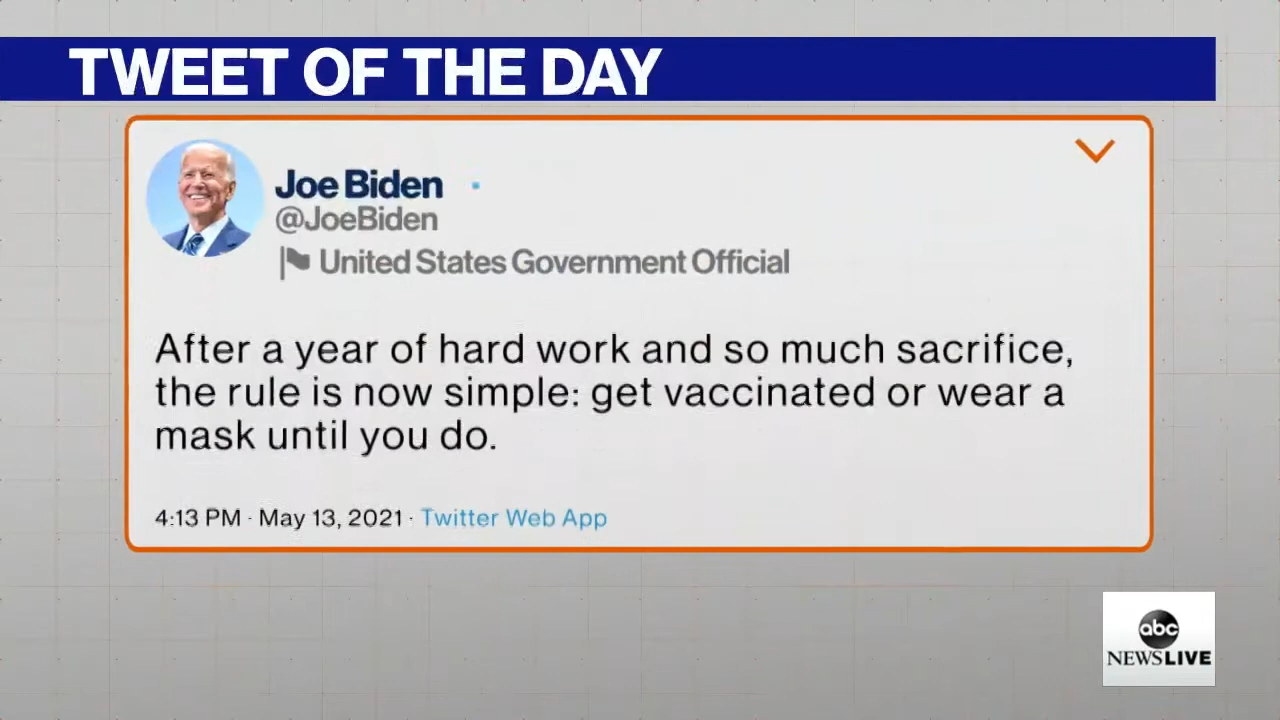 TWEET OF THE DAY
Joe Biden
@JoeBiden
United States Government Official
After a year of hard work and so much sacrifice,
the rule is now simple: get vaccinated or wear a
mask until you do.
4:13 PM · May 13, 2021 · Twitter Web App
abc
NEWSLIVE